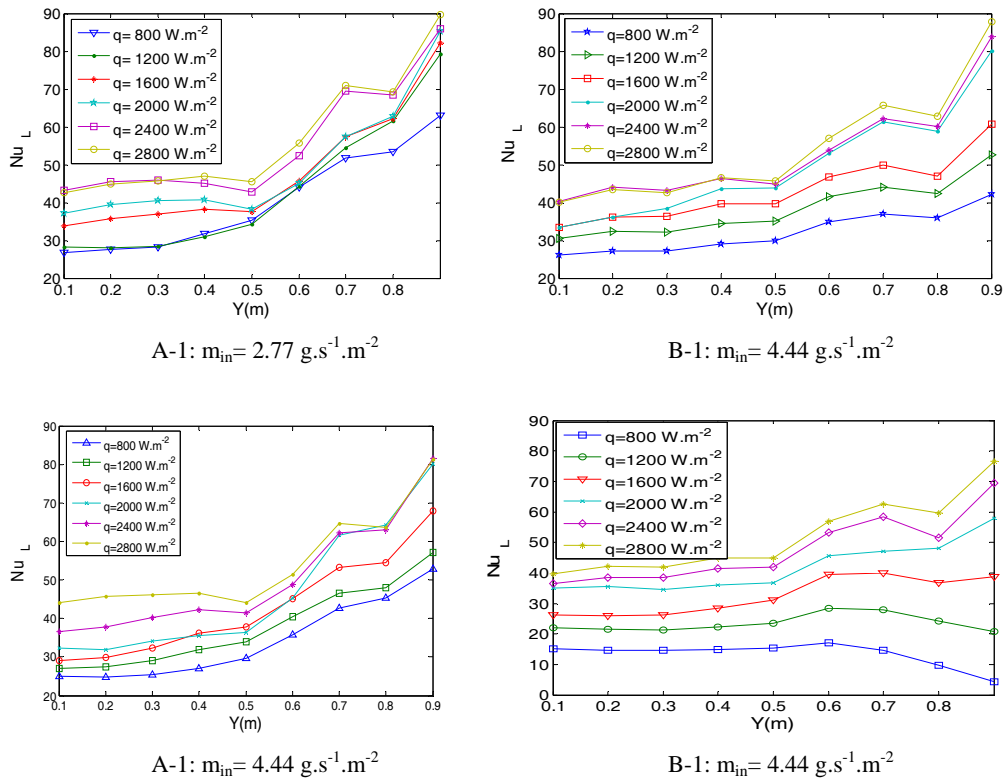 90
80
70
60
50
40
30
20
Nu L
q= 800 W.m-2
q= 1200 W.m-2
q= 1600 W.m-2
q= 2000 W.m-2
q= 2400 W.m-2
q= 2800 W.m-2
0.1 0.2 0.3 0.4 0.5 0.6 0.7 0.8
Y(m)
A-1: min= 2.77 g.s-1.m-2
90
80
70
60
50
40
30
20
Nu L
q=800 W.m-2
q=1200 W.m-2
q=1600 W.m-2
q=2000 W.m-2
q=2400 W.m-2
q=2800 W.m-2
0.1 0.2 0.3 0.4 0.5 0.6 0.7 0.8 0.9
Y(m)
B-1: min= 4.44 g.s-1.m-2
90
80
70
60
50
40
30
20
Nu L
q=800 W.m-2
q=1200 W.m-2
q=1600 W.m-2
q=2000 W.m-2
q=2400 W.m-2
q=2800 W.m-2
0.1 0.2 0.3 0.4 0.5 0.6 0.7 0.8 0.9
Y(m)
A-1: min= 4.44 g.s-1.m-2
90
80
70
60
50
40
30
20
10
0
Nu L
q=800 W.m-2
q=1200 W.m-2
q=1600 W.m-2
q=2000 W.m-2
q=2400 W.m-2
q=2800 W.m-2
0.1 0.2 0.3 0.4 0.5 0.6 0.7 0.8
Y(m)
B-1: min= 4.44 g.s-1.m-2